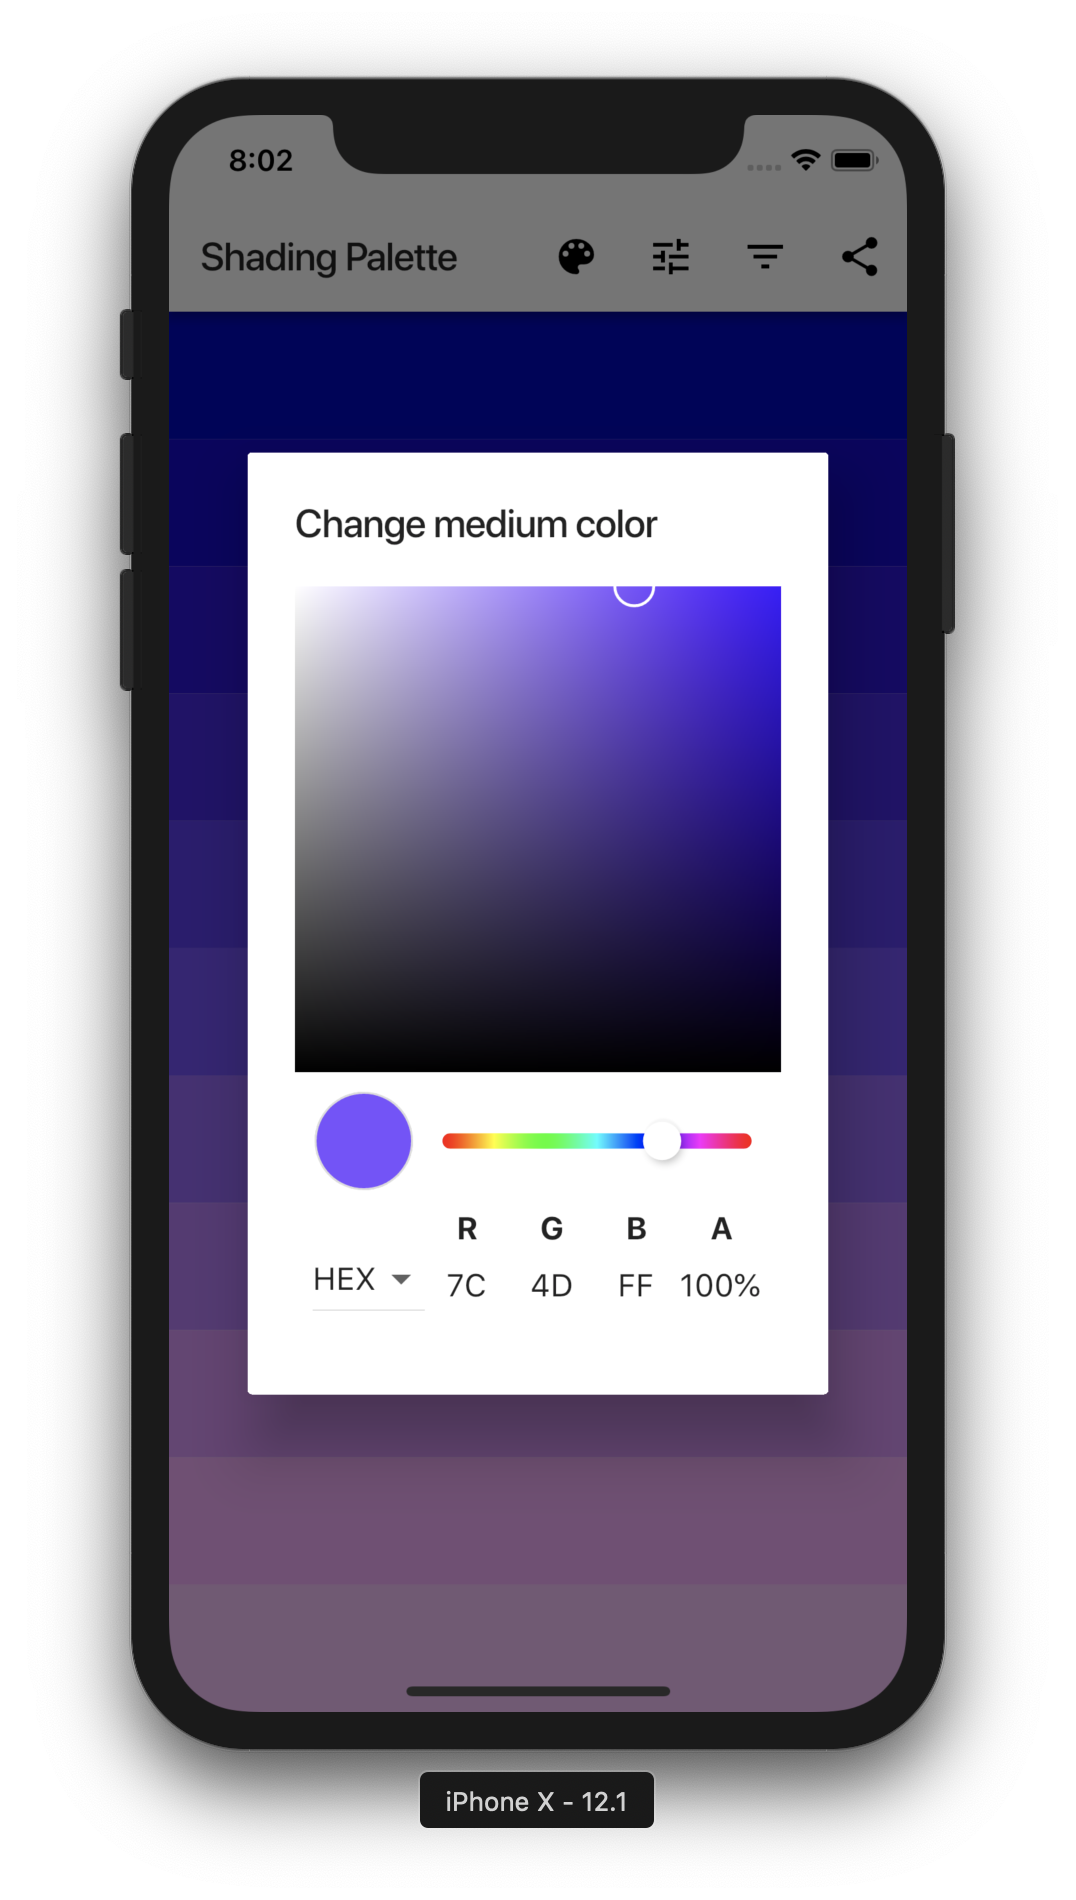 8:02
Shading Palette
Change medium color
R G B A
HEX 7C 4D FF 100%
iPhone X - 12.1